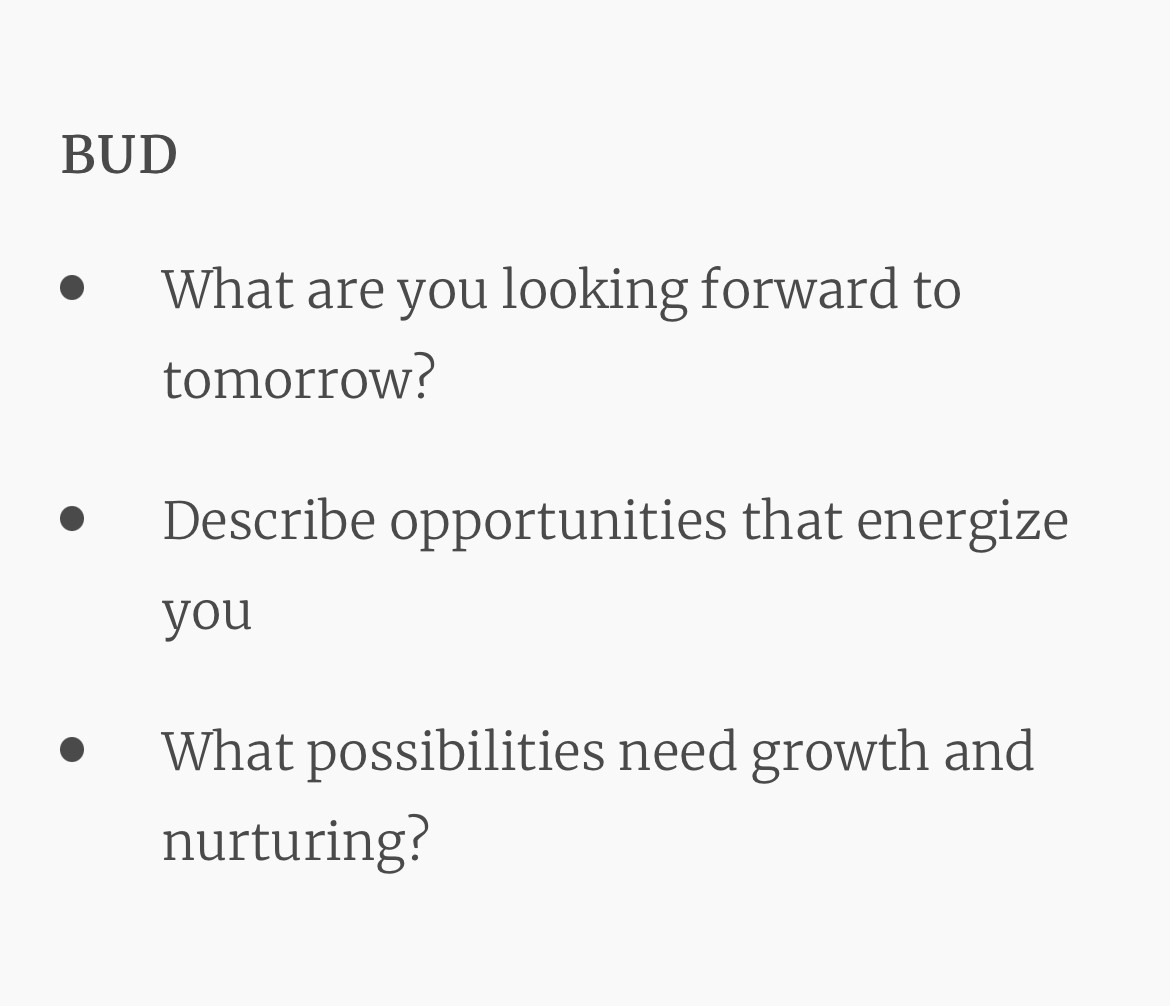 BUD
● What are you looking forward to
tomorrow?
● Describe opportunities that energize
you
● What possibilities need growth and
nurturing?